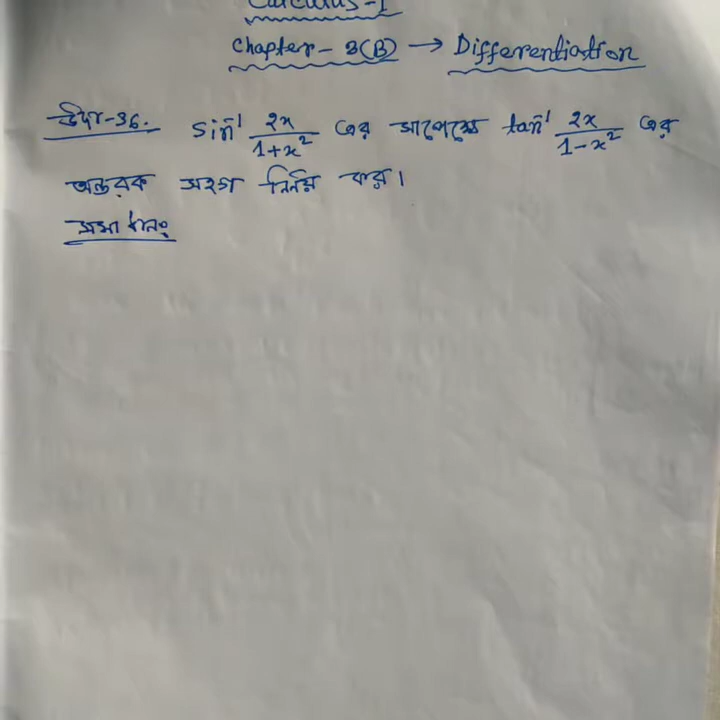 Calculus-I
Chapter-3(B) → Differentiation
উদা-36. sin⁻¹ 2x/1+x² এর সাপেক্ষে tan⁻¹ 2x/1-x² এর
অন্তরক সহগ নির্ণয় কর।
সমাধানঃ